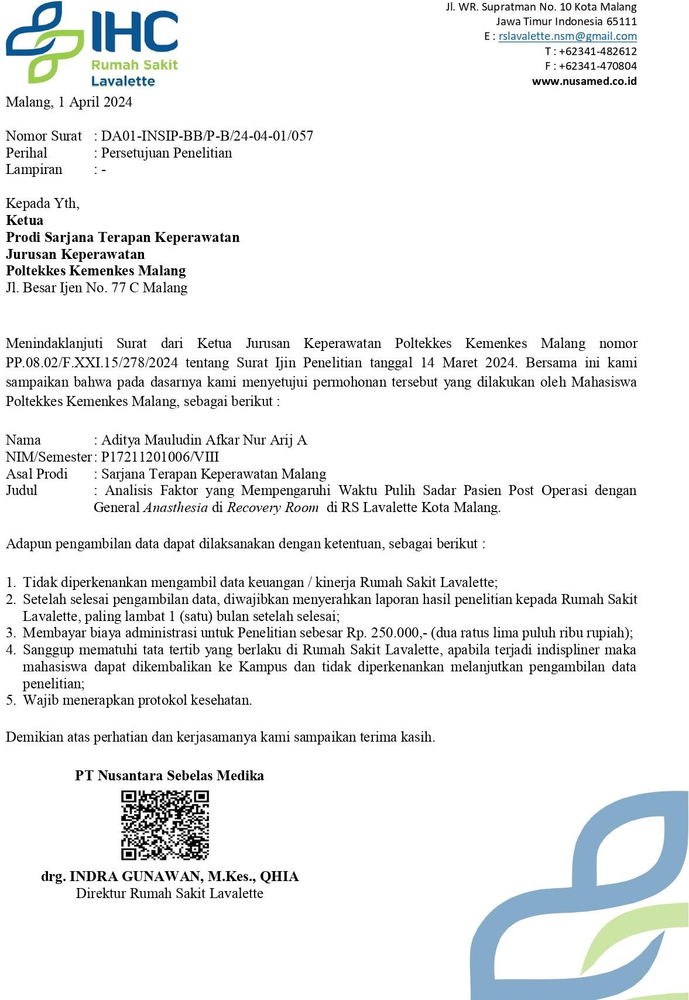 IHC
Rumah Sakit
Lavalette
Jl. WR. Supratman No. 10 Kota Malang
Jawa Timur Indonesia 65111
E : rslavalette.nsm@gmail.com
T : +62341-482612
F : +62341-470804
www.nusamed.co.id
Malang, 1 April 2024
Nomor Surat : DA01-INSIP-BB/P-B/24-04-01/057
Perihal : Persetujuan Penelitian
Lampiran : -
Kepada Yth,
Ketua
Prodi Sarjana Terapan Keperawatan
Jurusan Keperawatan
Poltekkes Kemenkes Malang
Jl. Besar Ijen No. 77 C Malang
Menindaklanjuti Surat dari Ketua Jurusan Keperawatan Poltekkes Kemenkes Malang nomor
PP.08.02/F.XXI.15/278/2024 tentang Surat Ijin Penelitian tanggal 14 Maret 2024. Bersama ini kami
sampaikan bahwa pada dasarnya kami menyetujui permohonan tersebut yang dilakukan oleh Mahasiswa
Poltekkes Kemenkes Malang, sebagai berikut :
Nama : Aditya Mauludin Afkar Nur Arij A
NIM/Semester : P17211201006/VIII
Asal Prodi : Sarjana Terapan Keperawatan Malang
Judul : Analisis Faktor yang Mempengaruhi Waktu Pulih Sadar Pasien Post Operasi dengan
General Anasthesia di Recovery Room di RS Lavalette Kota Malang.
Adapun pengambilan data dapat dilaksanakan dengan ketentuan, sebagai berikut :
1. Tidak diperkenankan mengambil data keuangan / kinerja Rumah Sakit Lavalette;
2. Setelah selesai pengambilan data, diwajibkan menyerahkan laporan hasil penelitian kepada Rumah Sakit
Lavalette, paling lambat 1 (satu) bulan setelah selesai;
3. Membayar biaya administrasi untuk Penelitian sebesar Rp. 250.000,- (dua ratus lima puluh ribu rupiah);
4. Sanggup mematuhi tata tertib yang berlaku di Rumah Sakit Lavalette, apabila terjadi indispliner maka
mahasiswa dapat dikembalikan ke Kampus dan tidak diperkenankan melanjutkan pengambilan data
penelitian;
5. Wajib menerapkan protokol kesehatan.
Demikian atas perhatian dan kerjasamanya kami sampaikan terima kasih.
PT Nusantara Sebelas Medika
drg. INDRA GUNAWAN, M.Kes., QHIA
Direktur Rumah Sakit Lavalette